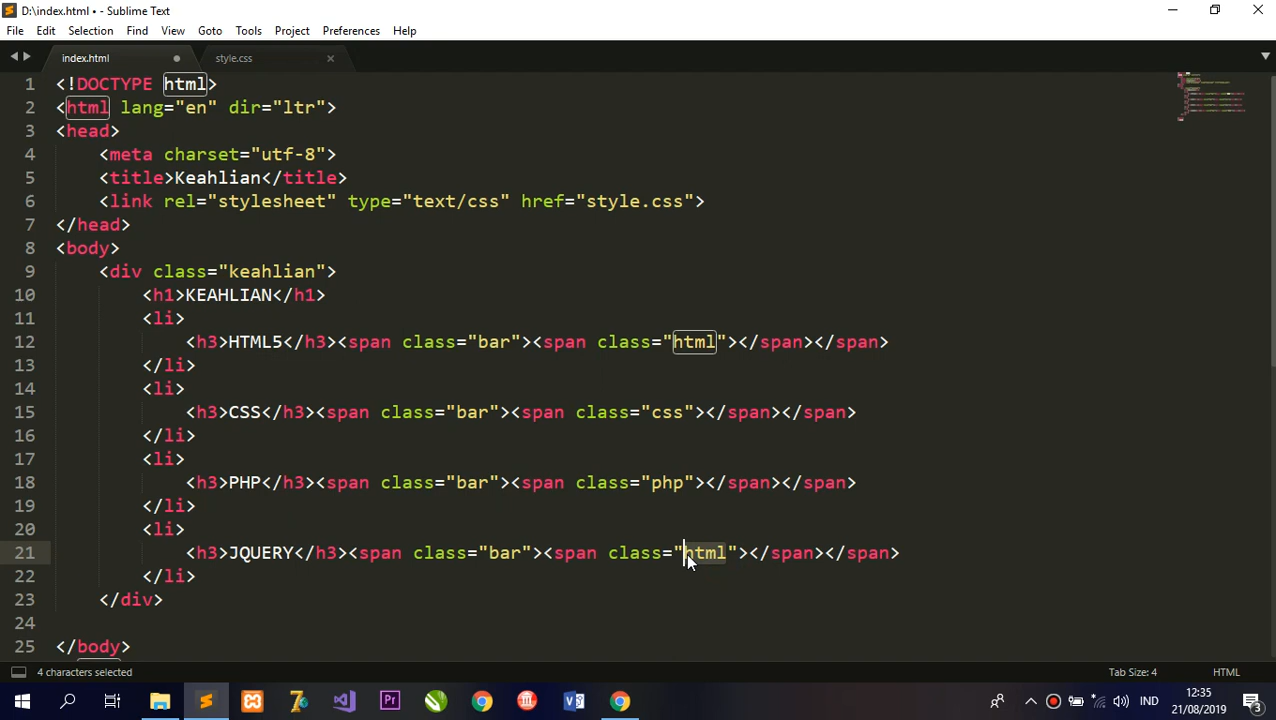 D:\index.html • - Sublime Text
File Edit Selection Find View Goto Tools Project Preferences Help
index.html style.css
1 <!DOCTYPE html>
2 <html lang="en" dir="ltr">
3 <head>
4 <meta charset="utf-8">
5 <title>Keahlian</title>
6 <link rel="stylesheet" type="text/css" href="style.css">
7 </head>
8 <body>
9 <div class="keahlian">
10 <h1>KEAHLIAN</h1>
11 <li>
12 <h3>HTML5</h3><span class="bar"><span class="html"></span></span>
13 </li>
14 <li>
15 <h3>CSS</h3><span class="bar"><span class="css"></span></span>
16 </li>
17 <li>
18 <h3>PHP</h3><span class="bar"><span class="php"></span></span>
19 </li>
20 <li>
21 <h3>JQUERY</h3><span class="bar"><span class="html"></span></span>
22 </li>
23 </div>
24
25 </body>
4 characters selected Tab Size: 4 HTML
IND 12:35
21/08/2019 3